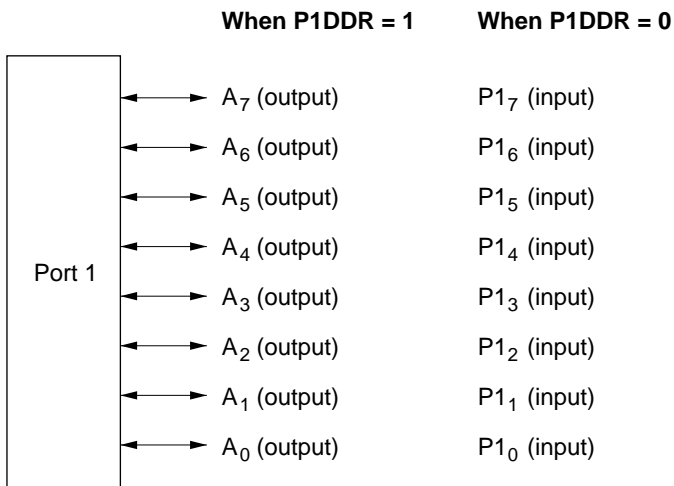 When P1DDR = 1 When P1DDR = 0
A7 (output) P17 (input)
A6 (output) P16 (input)
A5 (output) P15 (input)
A4 (output) P14 (input)
Port 1
A3 (output) P13 (input)
A2 (output) P12 (input)
A1 (output) P11 (input)
A0 (output) P10 (input)